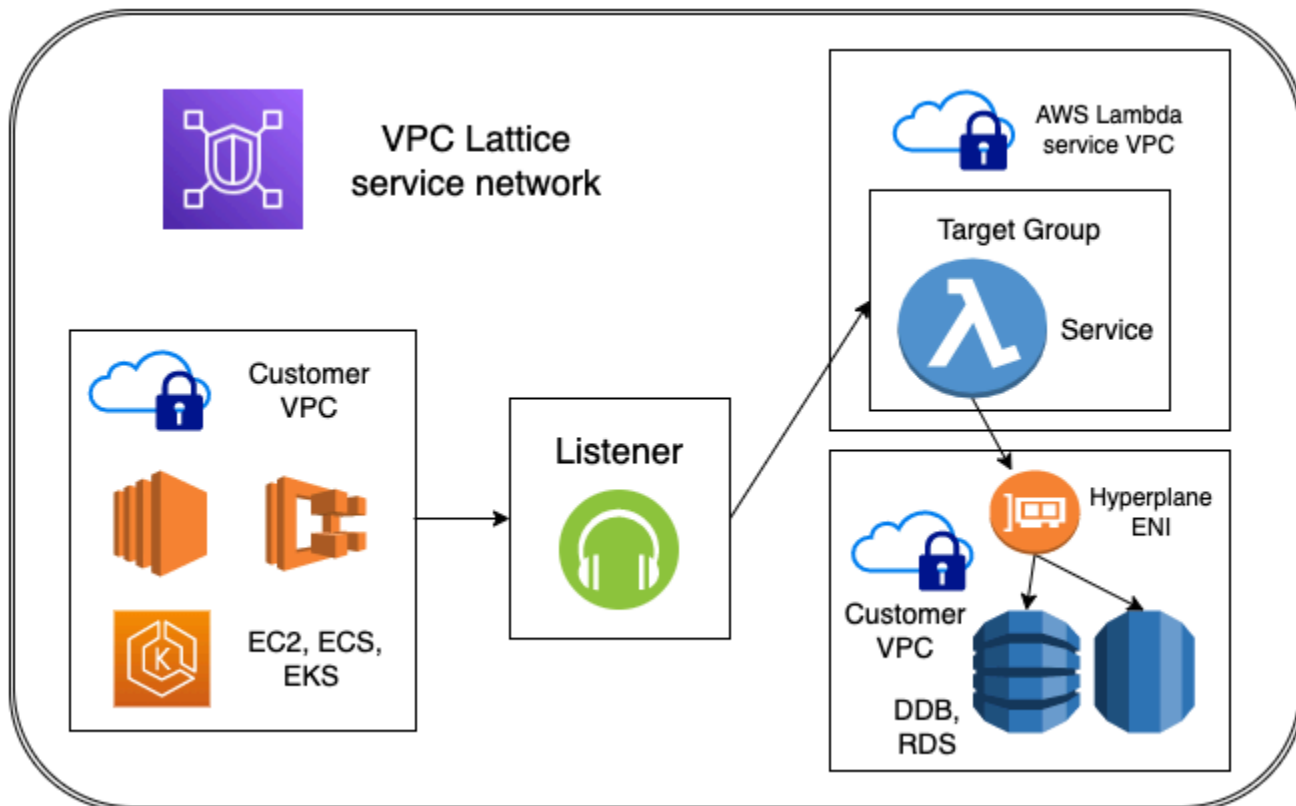 VPC Lattice
service network
Customer
VPC
EC2, ECS,
EKS
Listener
AWS Lambda
service VPC
Target Group
Service
Hyperplane
ENI
Customer
VPC
DDB,
RDS
K